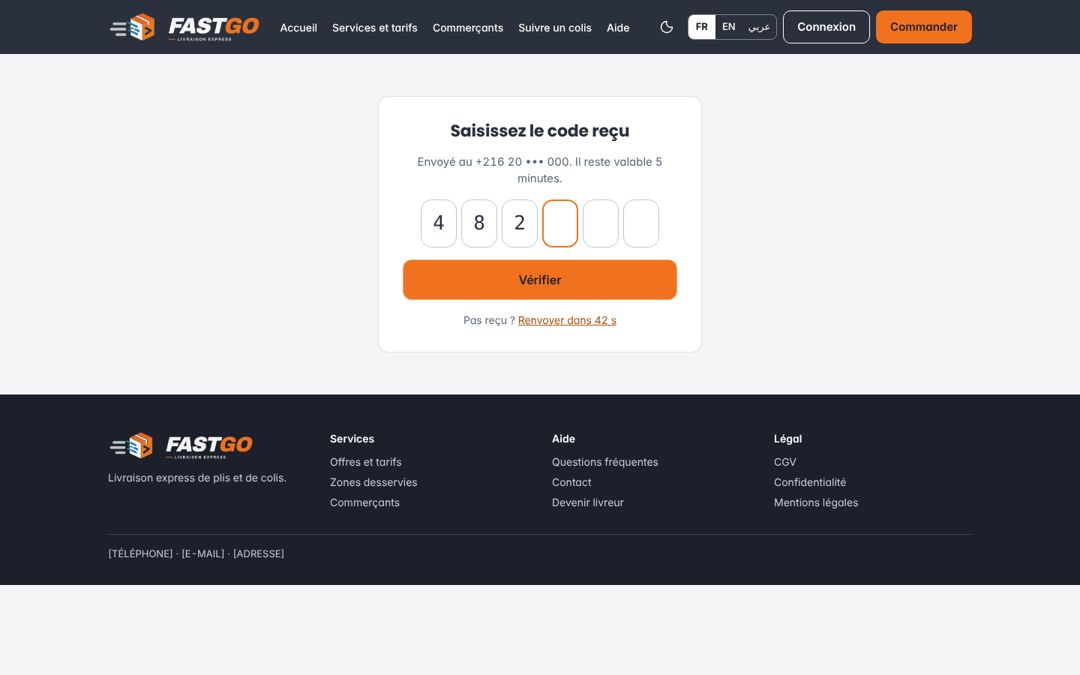 FASTGO
LIVRAISON EXPRESS
Accueil Services et tarifs Commerçants Suivre un colis Aide FR EN عربي Connexion Commander
Saisissez le code reçu
Envoyé au +216 20 ••• 000. Il reste valable 5
minutes.
4 8 2
Vérifier
Pas reçu ? Renvoyer dans 42 s
FASTGO
LIVRAISON EXPRESS
Livraison express de plis et de colis.
Services
Offres et tarifs
Zones desservies
Commerçants
Aide
Questions fréquentes
Contact
Devenir livreur
Légal
CGV
Confidentialité
Mentions légales
[TÉLÉPHONE] · [E-MAIL] · [ADRESSE]